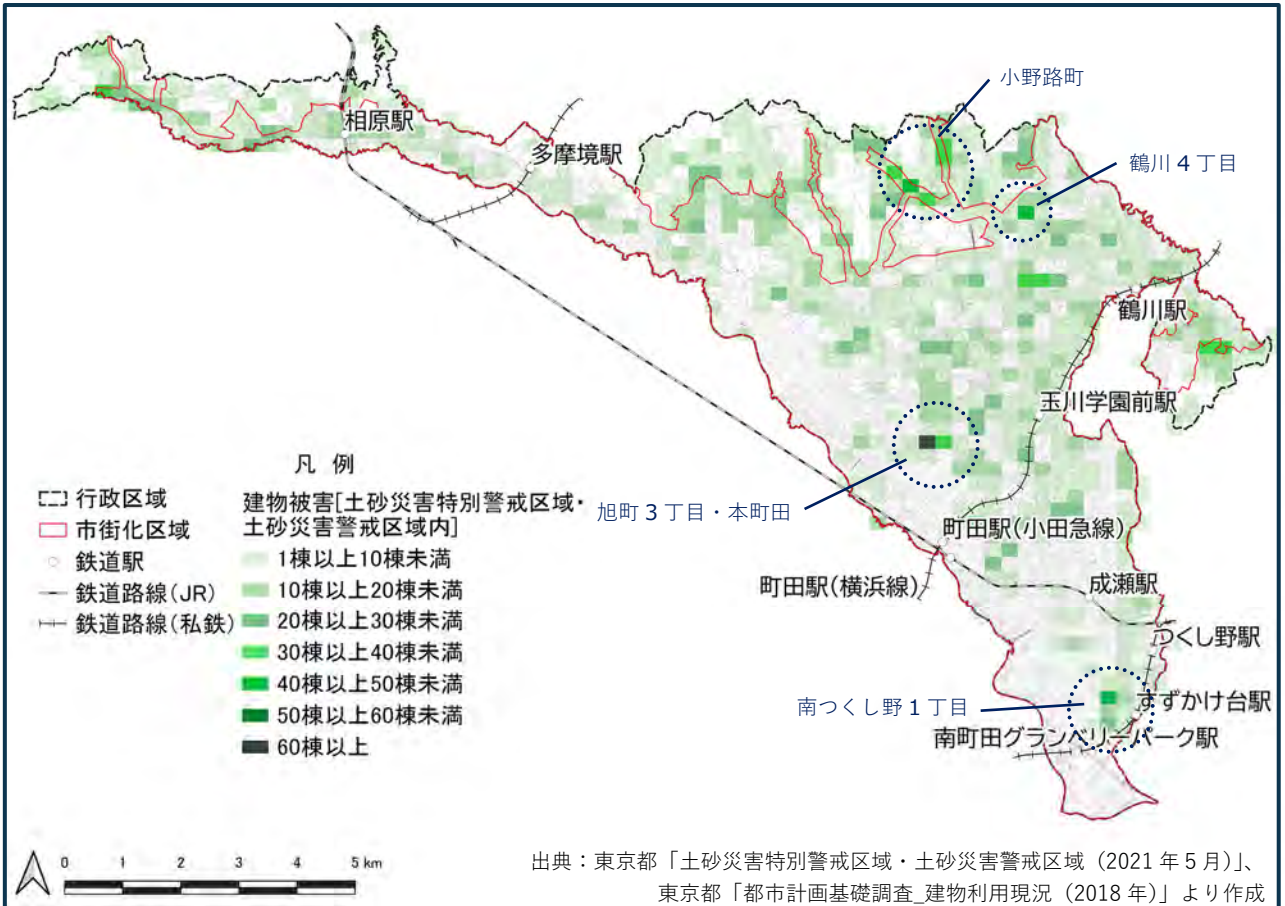 小野路町
相原駅
多摩境駅
鶴川4丁目
鶴川駅
玉川学園前駅
凡 例
行政区域
市街化区域
鉄道駅
鉄道路線(JR)
鉄道路線(私鉄)
建物被害[土砂災害特別警戒区域・
土砂災害警戒区域内]
1棟以上10棟未満
10棟以上20棟未満
20棟以上30棟未満
30棟以上40棟未満
40棟以上50棟未満
50棟以上60棟未満
60棟以上
旭町3丁目・本町田
町田駅(小田急線)
町田駅(横浜線)
成瀬駅
つくし野駅
南つくし野1丁目
すずかけ台駅
南町田グランベリーパーク駅
0 1 2 3 4 5 km
出典:東京都「土砂災害特別警戒区域・土砂災害警戒区域(2021年5月)」、
東京都「都市計画基礎調査_建物利用現況(2018年)」より作成